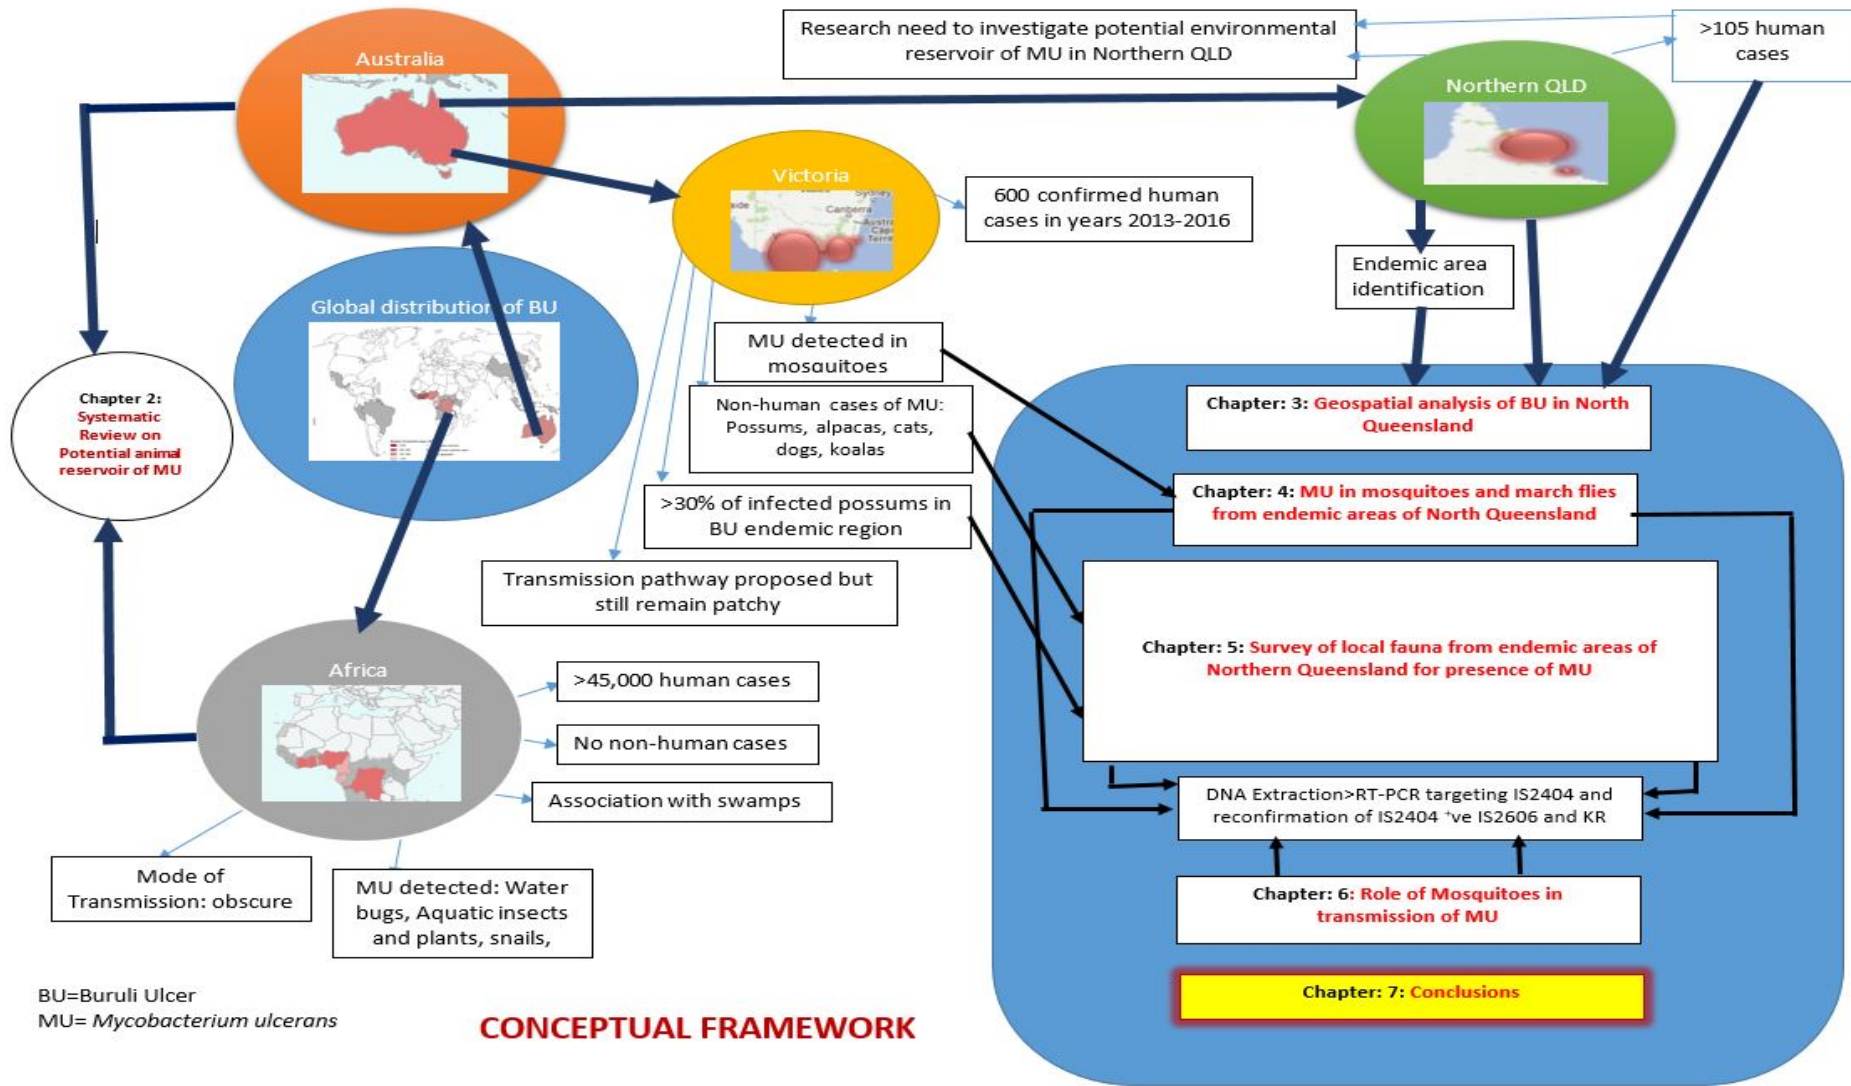 Research need to investigate potential environmental
reservoir of MU in Northern QLD
>105 human
cases
Australia
Northern QLD
Victoria
Sydney
Canberra
600 confirmed human
cases in years 2013-2016
Endemic area
identification
Global distribution of BU
MU detected in
mosquitoes
Chapter 2:
Systematic
Review on
Potential animal
reservoir of MU
Non-human cases of MU:
Possums, alpacas, cats,
dogs, koalas
>30% of infected possums in
BU endemic region
Transmission pathway proposed but
still remain patchy
Chapter: 3: Geospatial analysis of BU in North
Queensland
Chapter: 4: MU in mosquitoes and march flies
from endemic areas of North Queensland
Chapter: 5: Survey of local fauna from endemic areas of
Northern Queensland for presence of MU
DNA Extraction>RT-PCR targeting IS2404 and
reconfirmation of IS2404 +ve IS2606 and KR
Chapter: 6: Role of Mosquitoes in
transmission of MU
Chapter: 7: Conclusions
Africa
>45,000 human cases
No non-human cases
Association with swamps
Mode of
Transmission: obscure
MU detected: Water
bugs, Aquatic insects
and plants, snails,
BU=Buruli Ulcer
MU= Mycobacterium ulcerans
CONCEPTUAL FRAMEWORK